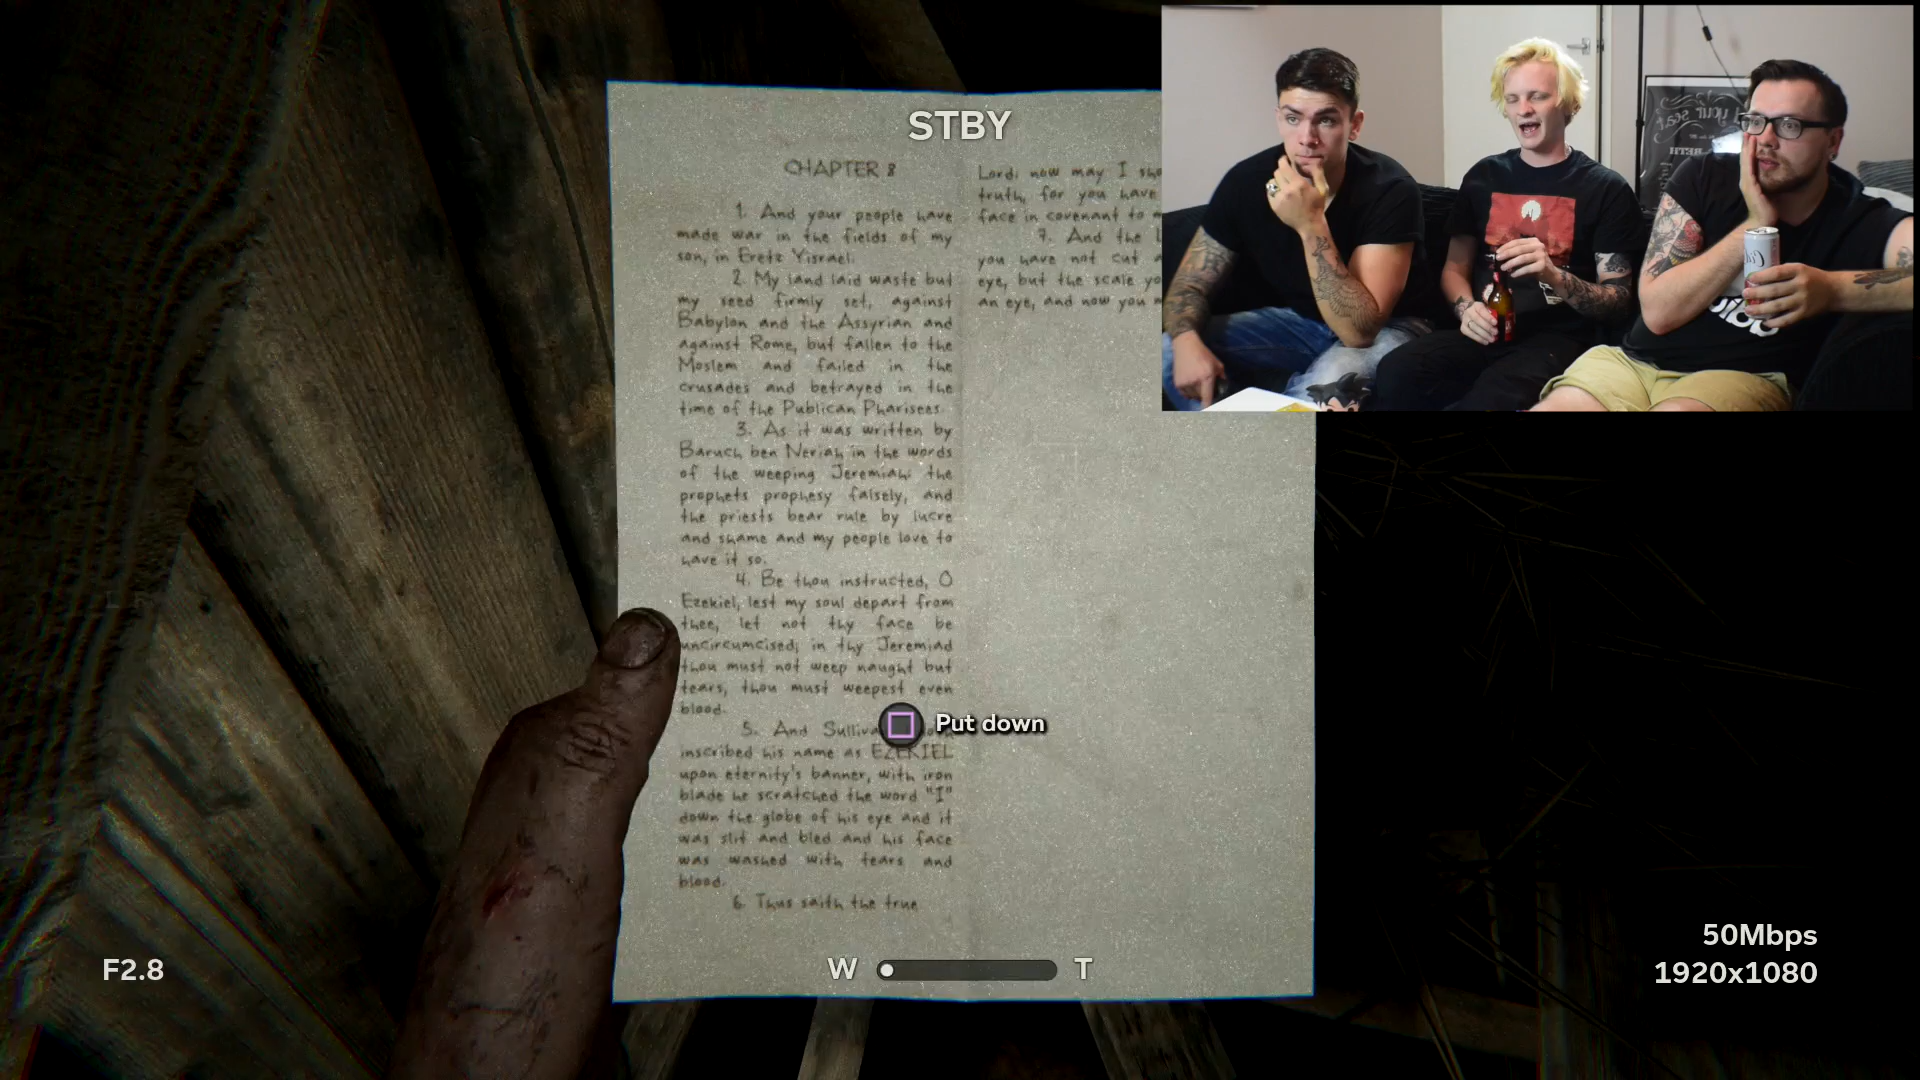 STBY
CHAPTER 8
1. And your people have
made war in the fields of my
son, in Eretz Yisrael.
2. My land laid waste but
my seed firmly set, against
Babylon and the Assyrian and
against Rome, but fallen to the
Moslem and failed in the
crusades and betrayed in the
time of the Publican Pharisees.
3. As it was written by
Baruch ben Neriah in the words
of the weeping Jeremiah: the
prophets prophesy falsely, and
the priests bear rule by lucre
and shame and my people love to
have it so.
4. Be thou instructed, O
Ezekiel, lest my soul depart from
thee, let not thy face be
uncircumcised; in thy Jeremiad
thou must not weep naught but
tears, thou must weepest even
blood.
5. And
inscribed his name as EZEKIEL
upon eternity's banner, with iron
blade he scratched the word "I"
down the globe of his eye and it
was slit and bled and his face
was washed with tears and
blood.
6. Thus saith the true
Lord: now may I
truth, for you have
face in covenant to
7. And the
you have not cut
eye, but the scale
an eye, and now you
Put down
F2.8
W T
50Mbps
1920x1080
your seat